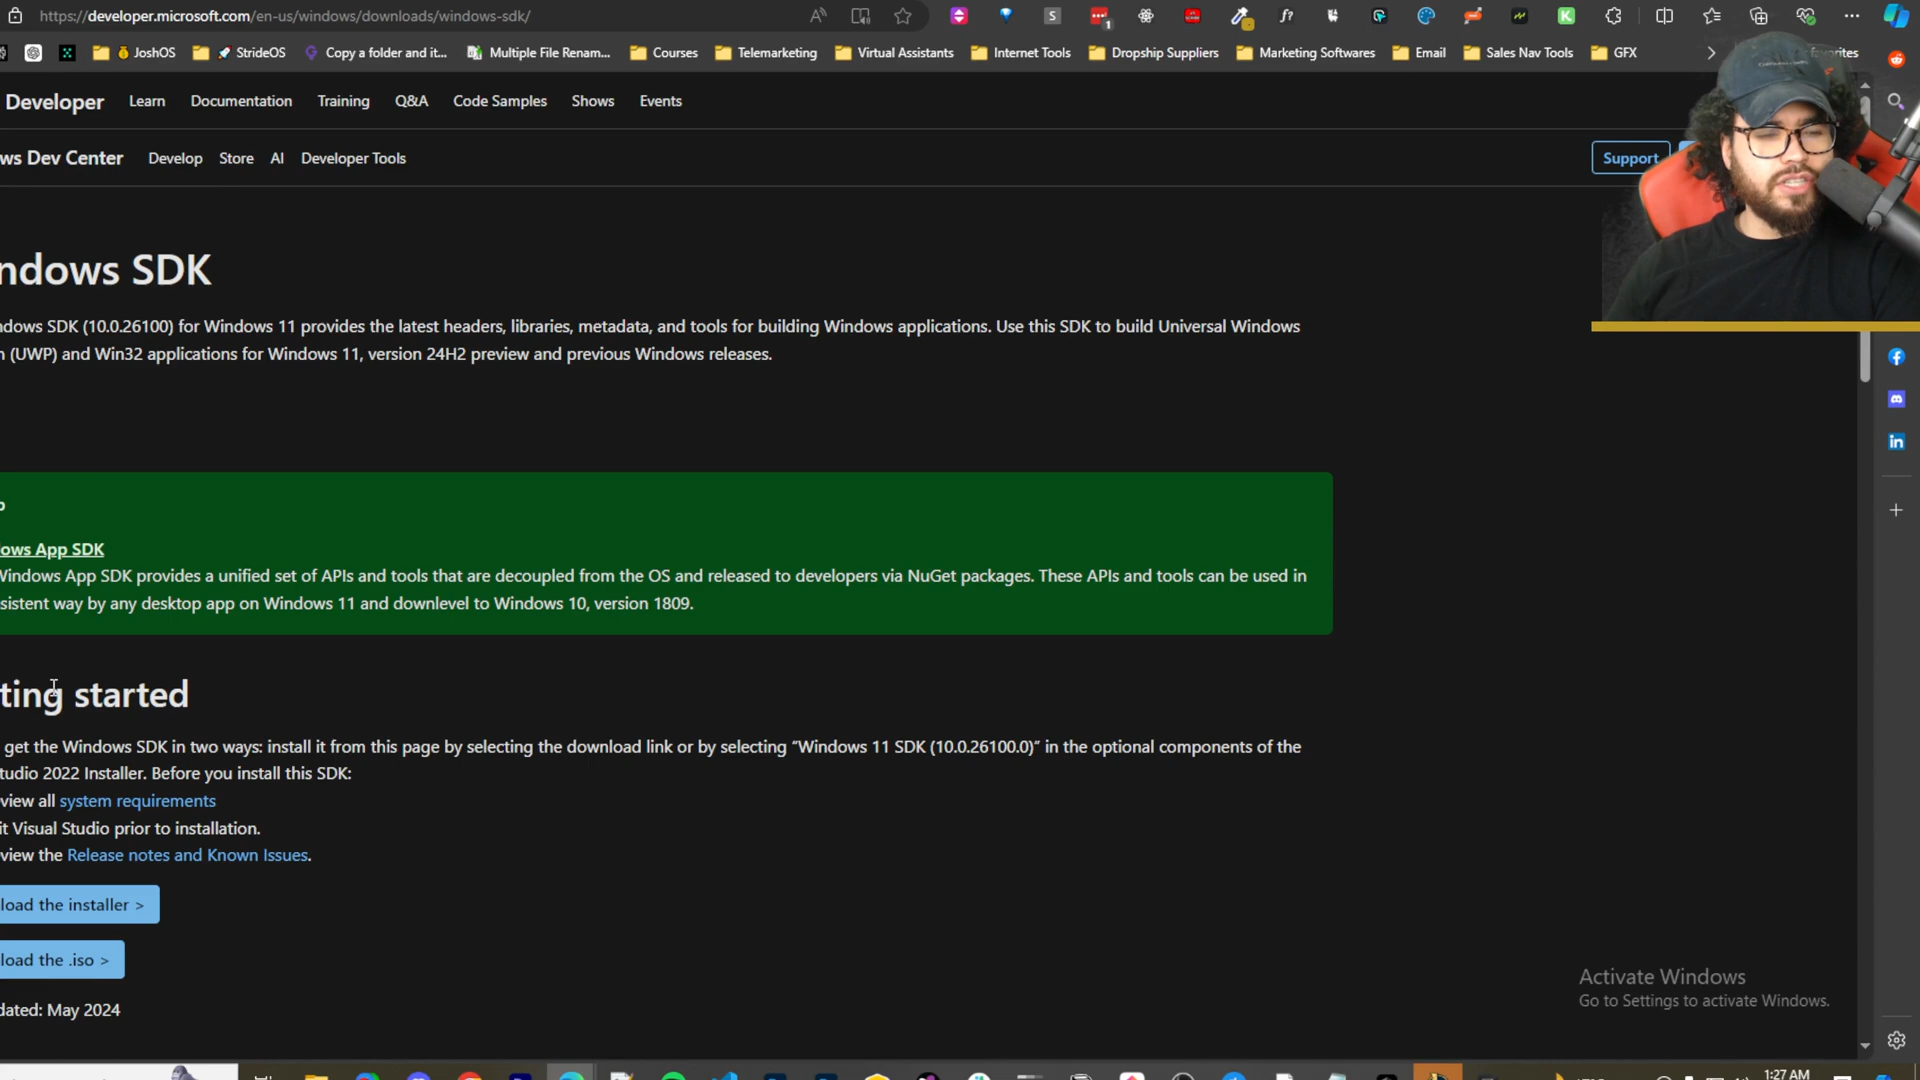 https://developer.microsoft.com/en-us/windows/downloads/windows-sdk/
JoshOS StrideOS Copy a folder and it... Multiple File Renam... Courses Telemarketing Virtual Assistants Internet Tools Dropship Suppliers Marketing Softwares Email Sales Nav Tools GFX favorites
Developer Learn Documentation Training Q&A Code Samples Shows Events
ws Dev Center Develop Store AI Developer Tools Support
ndows SDK
ndows SDK (10.0.26100) for Windows 11 provides the latest headers, libraries, metadata, and tools for building Windows applications. Use this SDK to build Universal Windows
n (UWP) and Win32 applications for Windows 11, version 24H2 preview and previous Windows releases.
ows App SDK
Windows App SDK provides a unified set of APIs and tools that are decoupled from the OS and released to developers via NuGet packages. These APIs and tools can be used in
sistent way by any desktop app on Windows 11 and downlevel to Windows 10, version 1809.
ting started
get the Windows SDK in two ways: install it from this page by selecting the download link or by selecting “Windows 11 SDK (10.0.26100.0)” in the optional components of the
tudio 2022 Installer. Before you install this SDK:
view all system requirements
it Visual Studio prior to installation.
view the Release notes and Known Issues.
load the installer >
load the .iso >
dated: May 2024
Activate Windows
Go to Settings to activate Windows.
1:27 AM